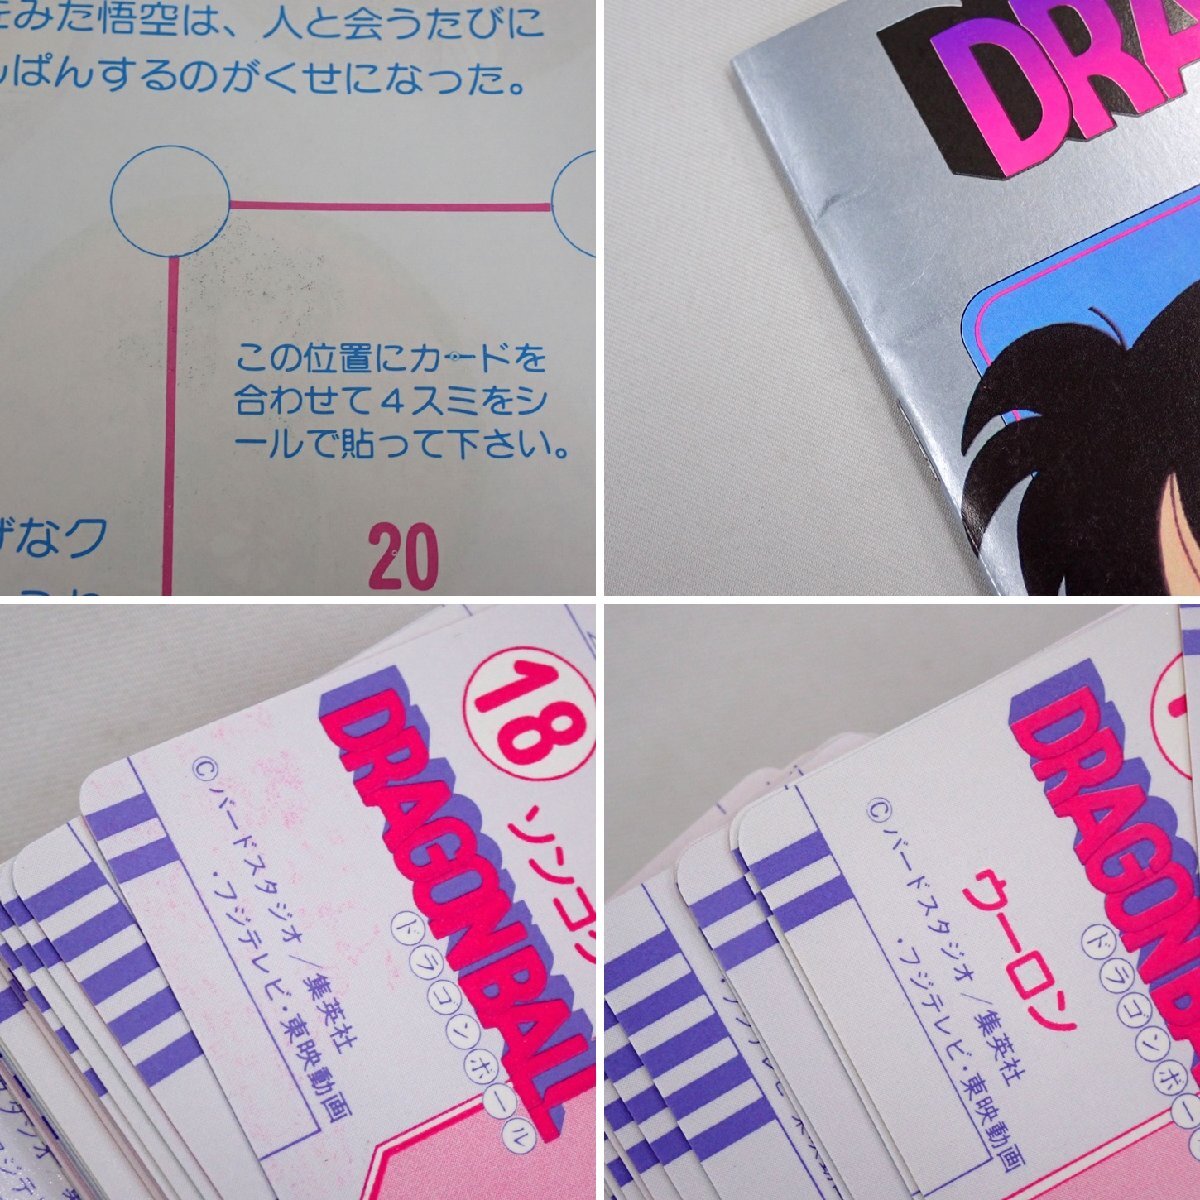 をみた悟空は、人と会うたびに
っぱんするのがくせになった。
この位置にカードを
合わせて4スミをシ
ールで貼って下さい。
20
ザなク
DRA
18
ソンゴ
DRAGONBALL
ドラゴンボール
©バードスタジオ/集英社
・フジテレビ・東映動画
ウーロン
DRAGONBALL
ドラゴンボー
©バードスタジオ/集英社
・フジテレビ・東映動画